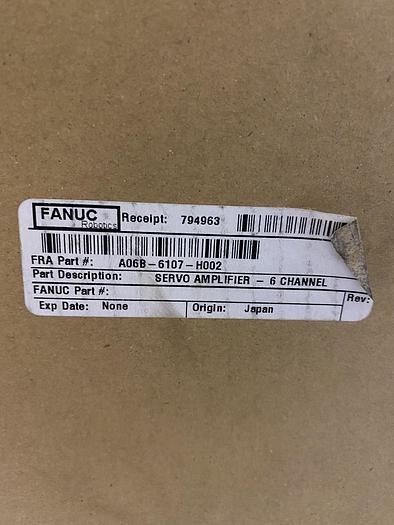 FANUC
Robotics
Receipt: 794963
FRA Part #: A06B-6107-H002
Part Description: SERVO AMPLIFIER - 6 CHANNEL
FANUC Part #:
Rev:
Exp Date: None Origin: Japan